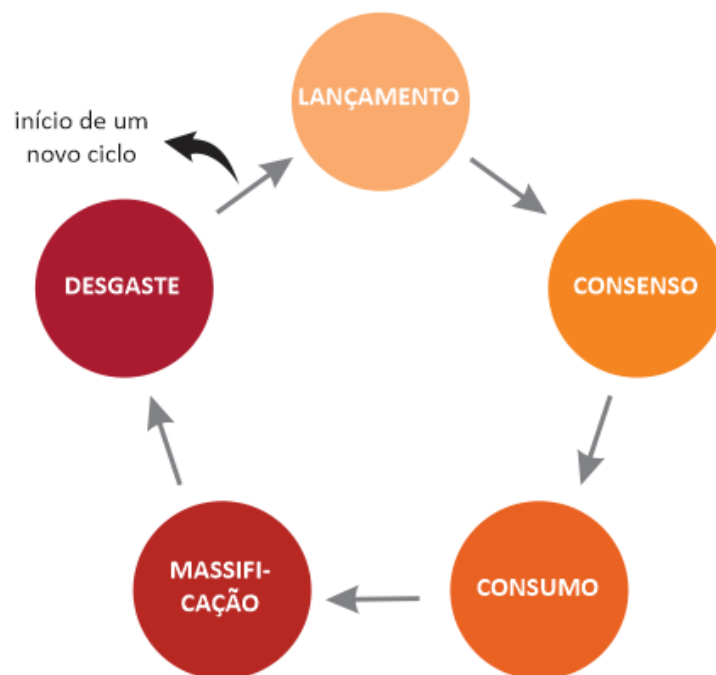 LANÇAMENTO
início de um
novo ciclo
DESGASTE
CONSENSO
MASSIFI-
CAÇÃO
CONSUMO